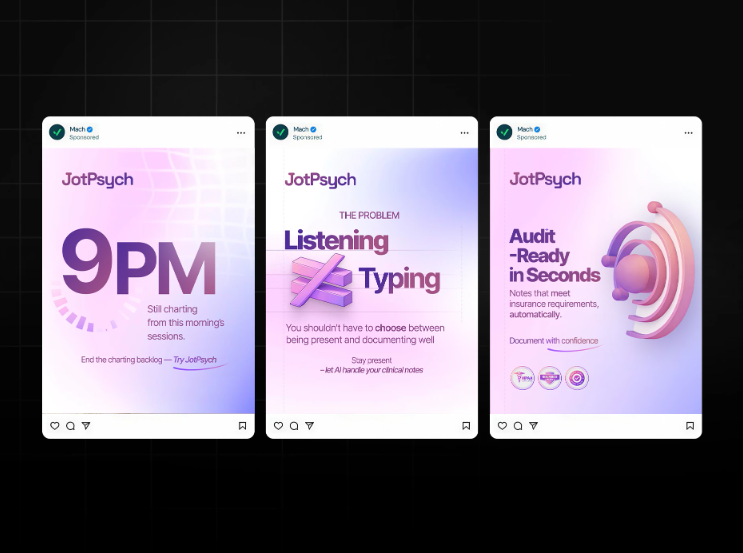 Mach
Sponsored
JotPsych
9PM
Still charting
from this morning's
sessions.
End the charting backlog — Try JotPsych
Mach
Sponsored
JotPsych
THE PROBLEM
Listening
Typing
You shouldn't have to choose between
being present and documenting well
Stay present
– let AI handle your clinical notes
Mach
Sponsored
JotPsych
Audit
-Ready
in Seconds
Notes that meet
insurance requirements,
automatically.
Document with confidence